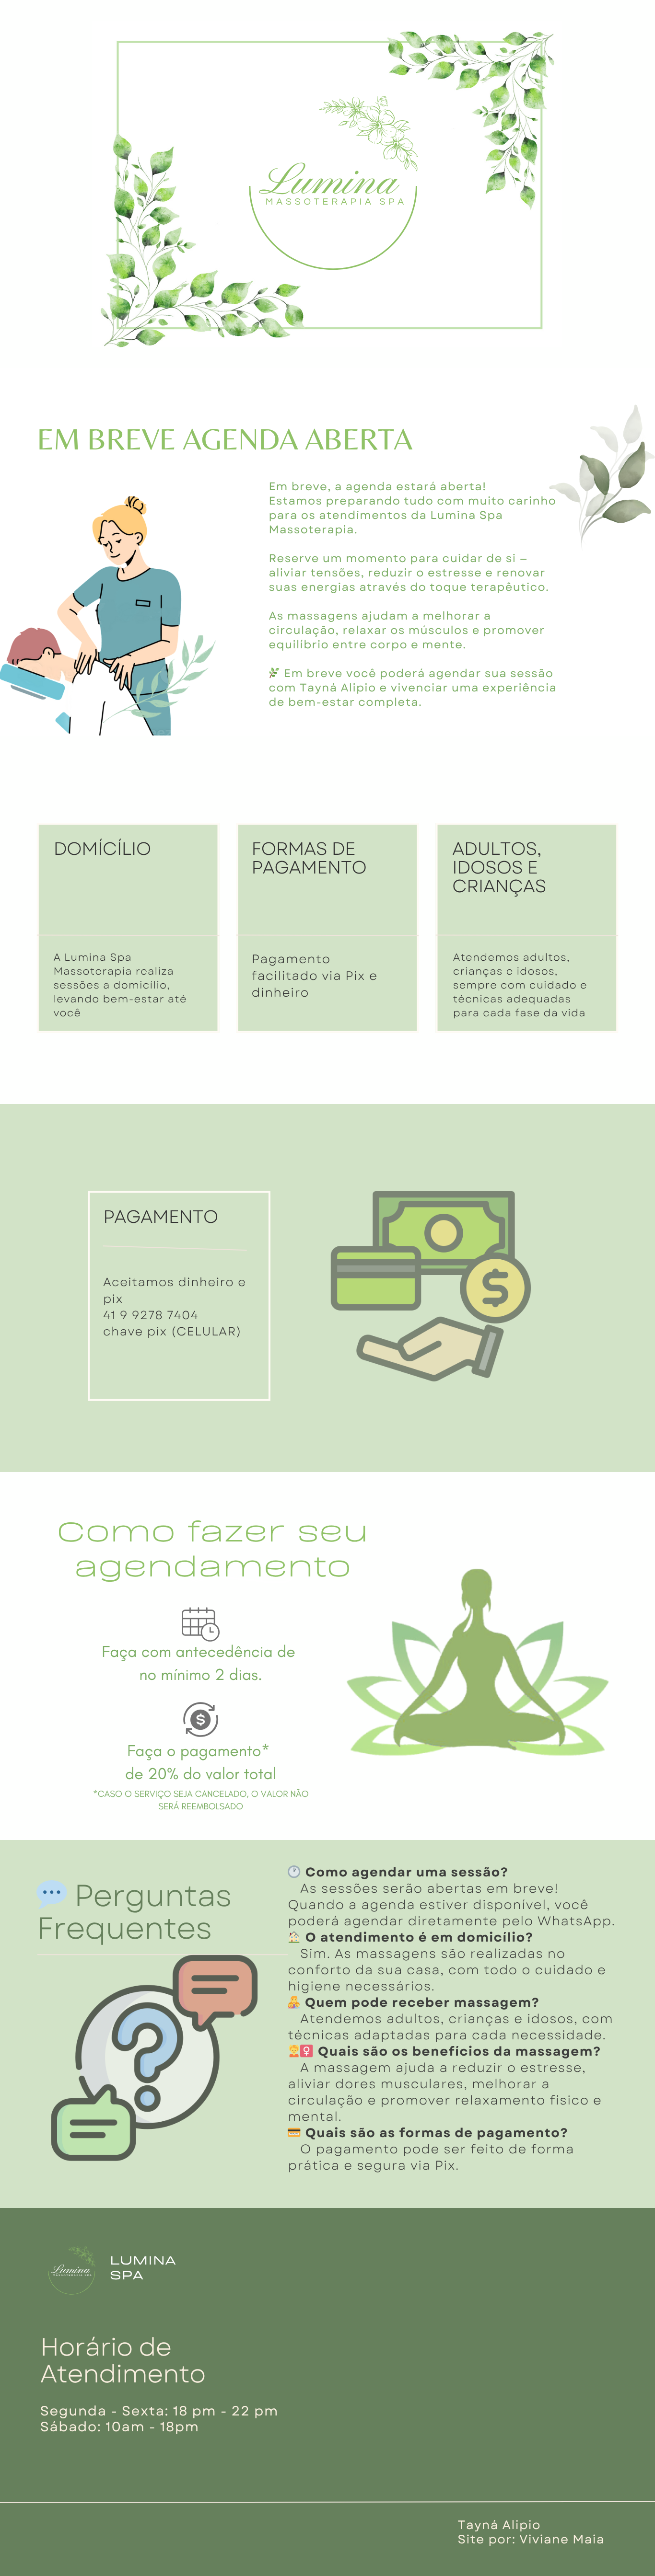 Lumina
MASSOTERAPIA SPA
EM BREVE AGENDA ABERTA
Em breve, a agenda estará aberta!
Estamos preparando tudo com muito carinho
para os atendimentos da Lumina Spa
Massoterapia.
Reserve um momento para cuidar de si —
aliviar tensões, reduzir o estresse e renovar
suas energias através do toque terapêutico.
As massagens ajudam a melhorar a
circulação, relaxar os músculos e promover
equilíbrio entre corpo e mente.
🌿 Em breve você poderá agendar sua sessão
com Tayná Alipio e vivenciar uma experiência
de bem-estar completa.
DOMÍCÍLIO
A Lumina Spa
Massoterapia realiza
sessões a domicílio,
levando bem-estar até
você
FORMAS DE
PAGAMENTO
Pagamento
facilitado via Pix e
dinheiro
ADULTOS,
IDOSOS E
CRIANÇAS
Atendemos adultos,
crianças e idosos,
sempre com cuidado e
técnicas adequadas
para cada fase da vida
PAGAMENTO
Aceitamos dinheiro e
pix
41 9 9278 7404
chave pix (CELULAR)
Como fazer seu
agendamento
Faça com antecedência de
no mínimo 2 dias.
Faça o pagamento*
de 20% do valor total
*CASO O SERVIÇO SEJA CANCELADO, O VALOR NÃO
SERÁ REEMBOLSADO
💬 Perguntas
Frequentes
🕐 Como agendar uma sessão?
As sessões serão abertas em breve!
Quando a agenda estiver disponível, você
poderá agendar diretamente pelo WhatsApp.
🏠 O atendimento é em domicílio?
Sim. As massagens são realizadas no
conforto da sua casa, com todo o cuidado e
higiene necessários.
Quem pode receber massagem?
Atendemos adultos, crianças e idosos, com
técnicas adaptadas para cada necessidade.
Quais são os benefícios da massagem?
A massagem ajuda a reduzir o estresse,
aliviar dores musculares, melhorar a
circulação e promover relaxamento físico e
mental.
💳 Quais são as formas de pagamento?
O pagamento pode ser feito de forma
prática e segura via Pix.
Lumina
MASSOTERAPIA SPA
LUMINA
SPA
Horário de
Atendimento
Segunda - Sexta: 18 pm - 22 pm
Sábado: 10am - 18pm
Tayná Alipio
Site por: Viviane Maia